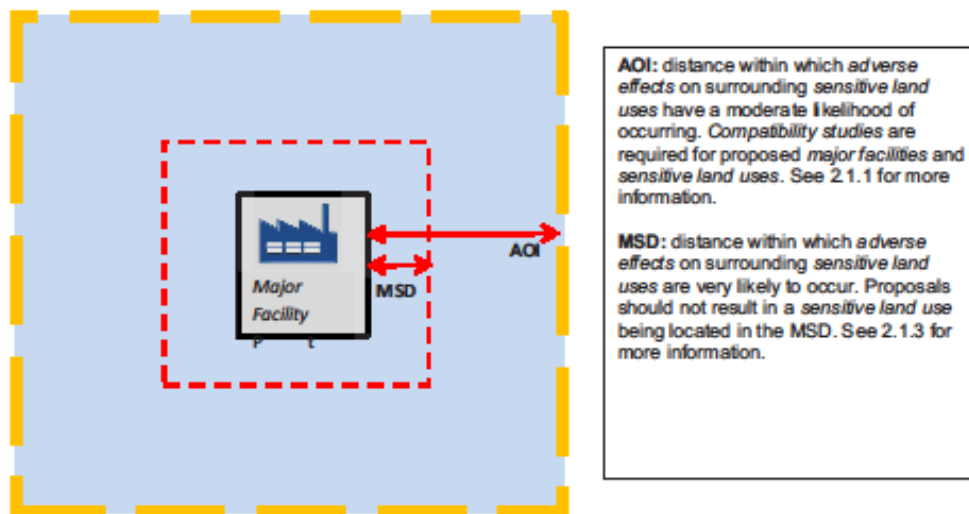 Major
Facility
P t
AOI
MSD
AOI: distance within which adverse
effects on surrounding sensitive land
uses have a moderate likelihood of
occurring. Compatibility studies are
required for proposed major facilities and
sensitive land uses. See 2.1.1 for more
information.
MSD: distance within which adverse
effects on surrounding sensitive land
uses are very likely to occur. Proposals
should not result in a sensitive land use
being located in the MSD. See 2.1.3 for
more information.